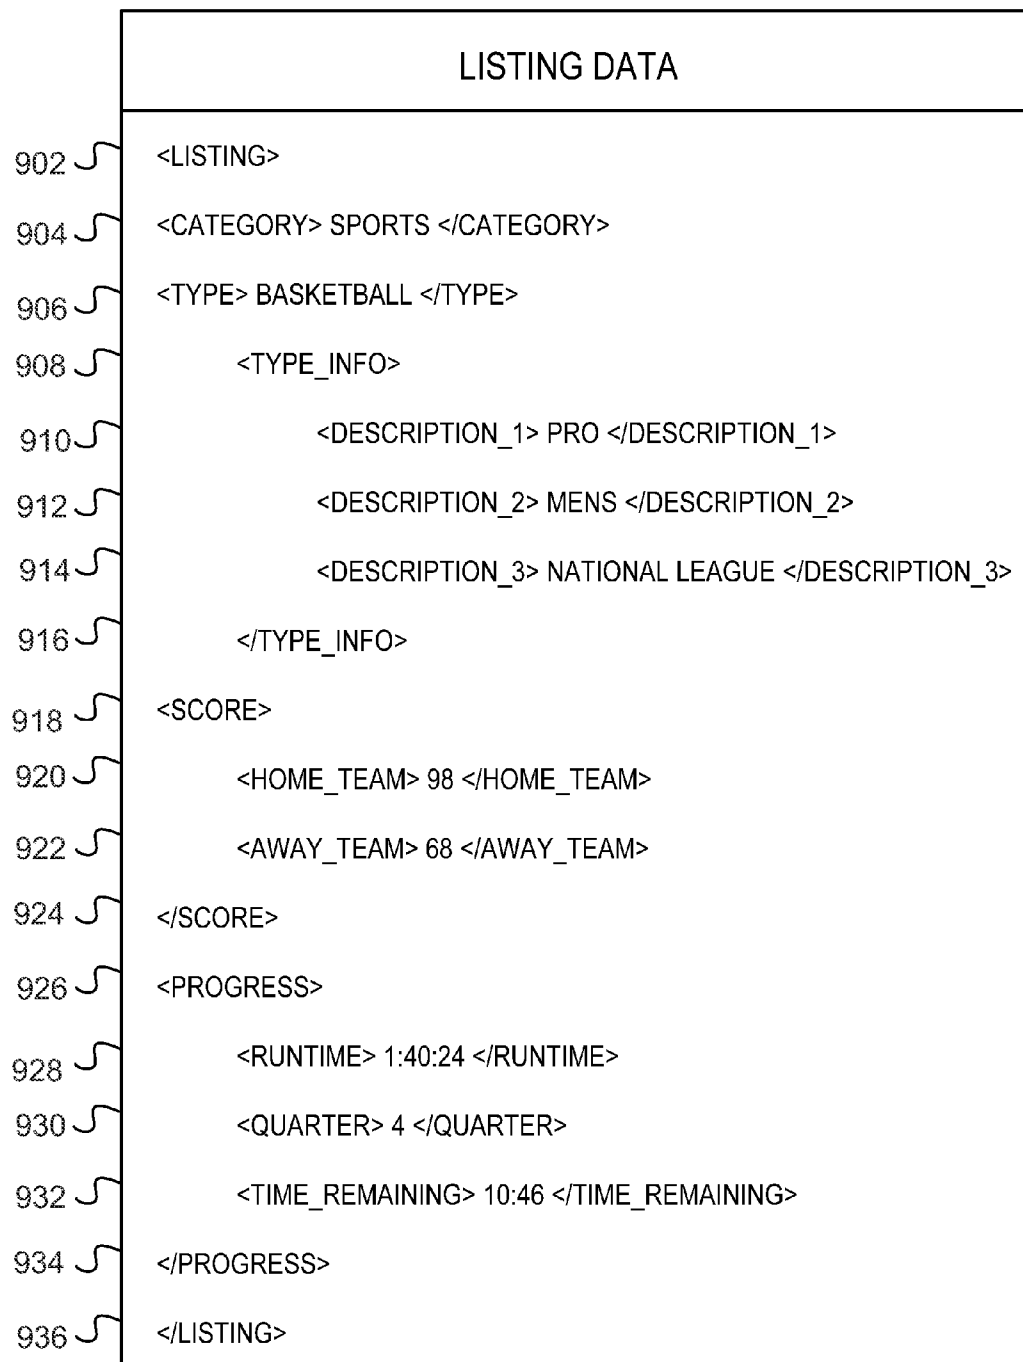 LISTING DATA
902 <LISTING>
904 <CATEGORY> SPORTS </CATEGORY>
906 <TYPE> BASKETBALL </TYPE>
908 <TYPE_INFO>
910 <DESCRIPTION_1> PRO </DESCRIPTION_1>
912 <DESCRIPTION_2> MENS </DESCRIPTION_2>
914 <DESCRIPTION_3> NATIONAL LEAGUE </DESCRIPTION_3>
916 </TYPE_INFO>
918 <SCORE>
920 <HOME_TEAM> 98 </HOME_TEAM>
922 <AWAY_TEAM> 68 </AWAY_TEAM>
924 </SCORE>
926 <PROGRESS>
928 <RUNTIME> 1:40:24 </RUNTIME>
930 <QUARTER> 4 </QUARTER>
932 <TIME_REMAINING> 10:46 </TIME_REMAINING>
934 </PROGRESS>
936 </LISTING>